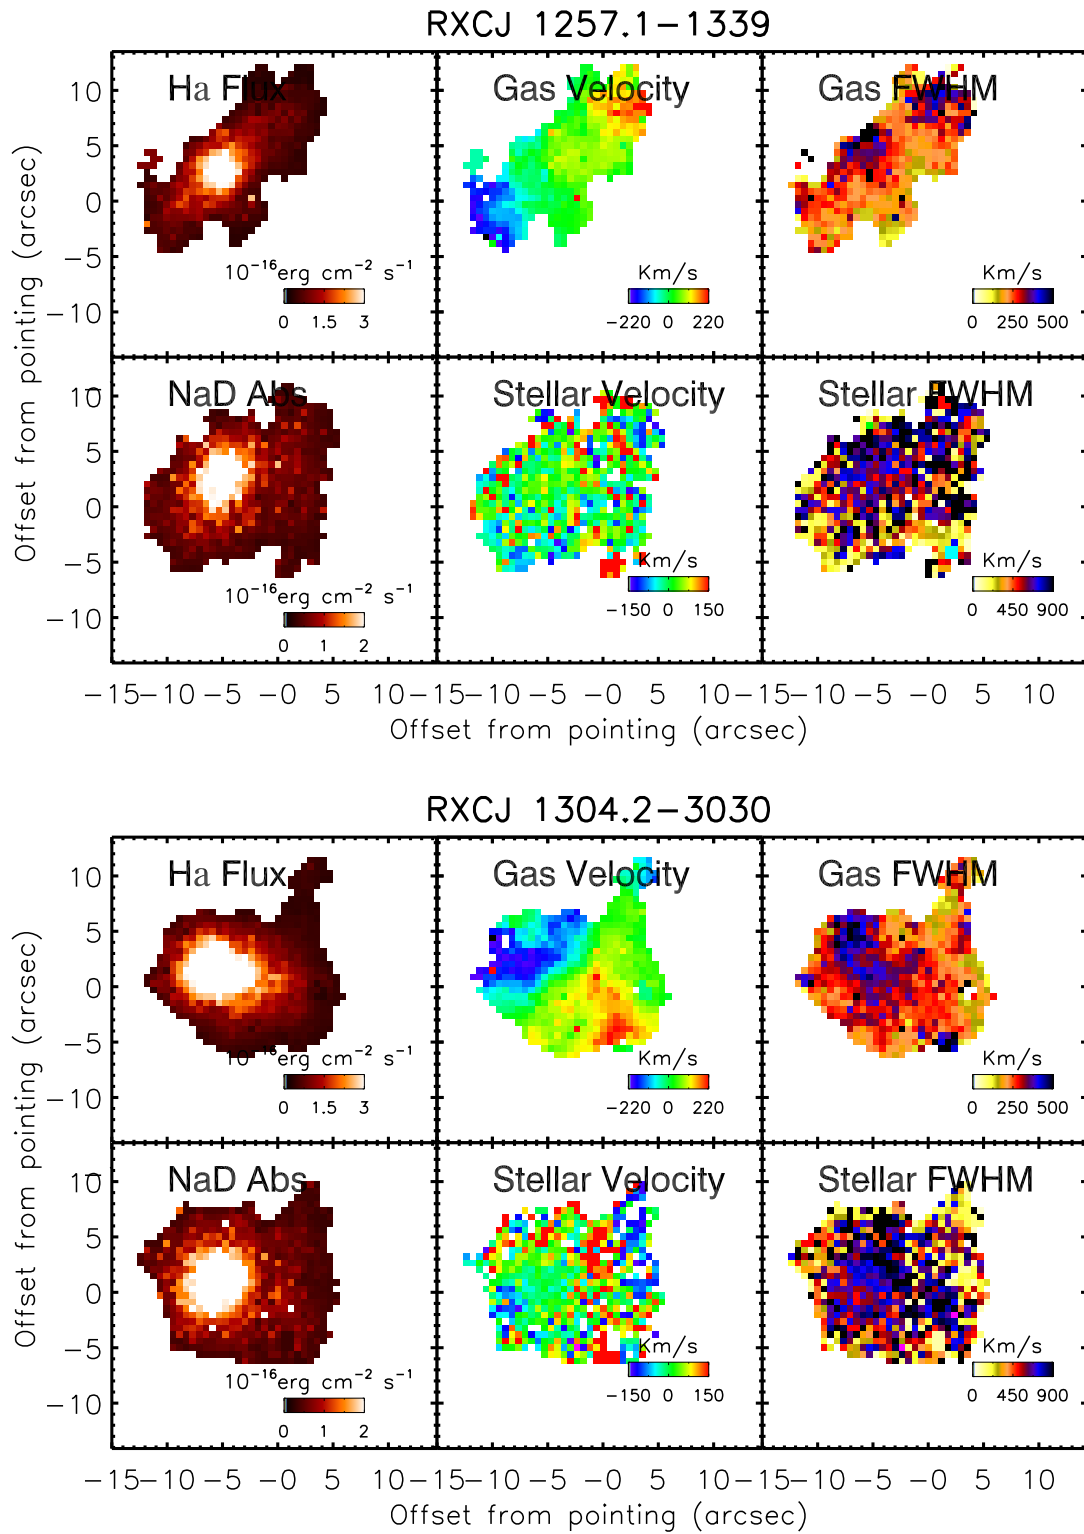 RXCJ 1257.1−1339
Hα Flux Gas Velocity Gas FWHM
10
5
0
−5
−10
10⁻¹⁶erg cm⁻² s⁻¹ Km/s Km/s
0 1.5 3 −220 0 220 0 250 500
NaD Abs Stellar Velocity Stellar FWHM
10
5
0
−5
−10
10⁻¹⁶erg cm⁻² s⁻¹ Km/s Km/s
0 1 2 −150 0 150 0 450 900
Offset from pointing (arcsec)
−15 −10 −5 −0 5 10 −15 −10 −5 −0 5 10 −15 −10 −5 −0 5 10
Offset from pointing (arcsec)
RXCJ 1304.2−3030
Hα Flux Gas Velocity Gas FWHM
10
5
0
−5
−10
10⁻¹⁶erg cm⁻² s⁻¹ Km/s Km/s
0 1.5 3 −220 0 220 0 250 500
NaD Abs Stellar Velocity Stellar FWHM
10
5
0
−5
−10
10⁻¹⁶erg cm⁻² s⁻¹ Km/s Km/s
0 1 2 −150 0 150 0 450 900
Offset from pointing (arcsec)
−15 −10 −5 −0 5 10 −15 −10 −5 −0 5 10 −15 −10 −5 −0 5 10
Offset from pointing (arcsec)